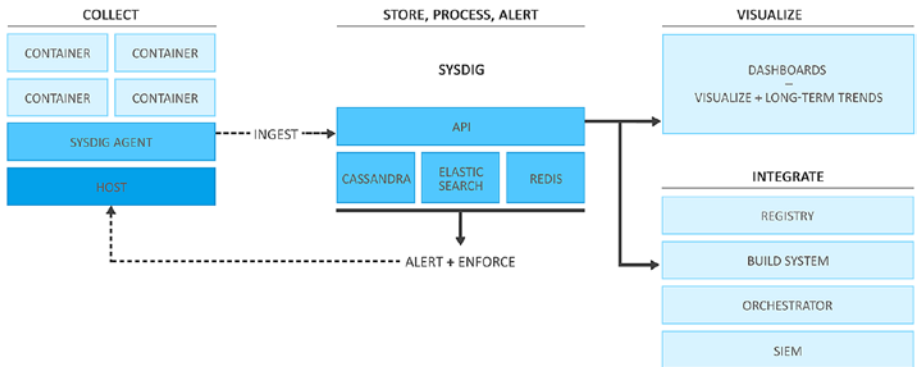 COLLECT
CONTAINER
CONTAINER
CONTAINER
CONTAINER
SYSDIG AGENT
HOST
INGEST
STORE, PROCESS, ALERT
SYSDIG
API
CASSANDRA
ELASTIC
SEARCH
REDIS
ALERT + ENFORCE
VISUALIZE
DASHBOARDS
–
VISUALIZE + LONG-TERM TRENDS
INTEGRATE
REGISTRY
BUILD SYSTEM
ORCHESTRATOR
SIEM